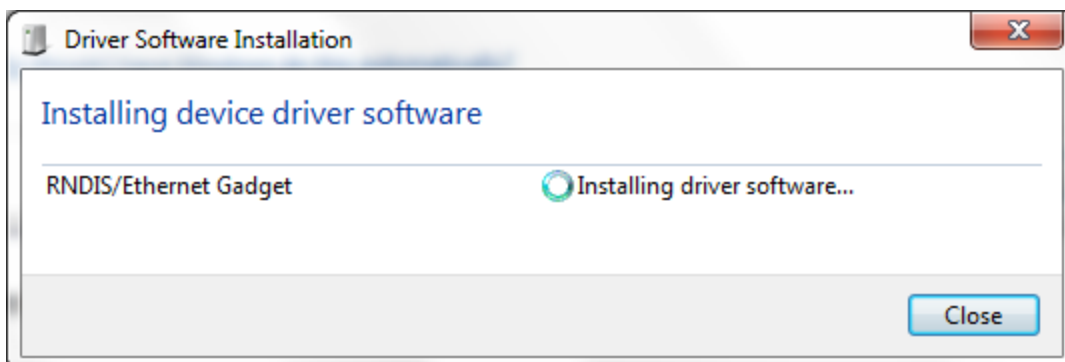 Driver Software Installation
Installing device driver software
RNDIS/Ethernet Gadget Installing driver software...
Close